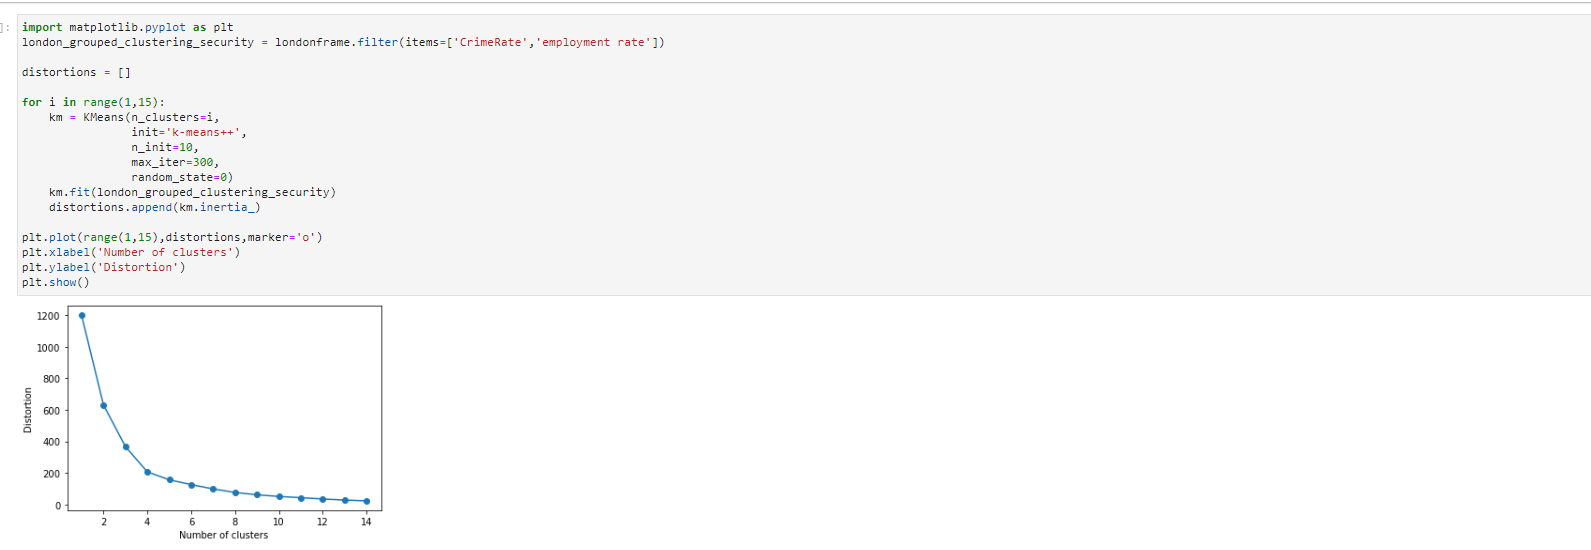 ]:
import matplotlib.pyplot as plt
london_grouped_clustering_security = londonframe.filter(items=['CrimeRate','employment rate'])
distortions = []
for i in range(1,15):
    km = KMeans(n_clusters=i,
                init='k-means++',
                n_init=10,
                max_iter=300,
                random_state=0)
    km.fit(london_grouped_clustering_security)
    distortions.append(km.inertia_)
plt.plot(range(1,15),distortions,marker='o')
plt.xlabel('Number of clusters')
plt.ylabel('Distortion')
plt.show()
1200
1000
800
600
400
200
0
Distortion
2 4 6 8 10 12 14
Number of clusters